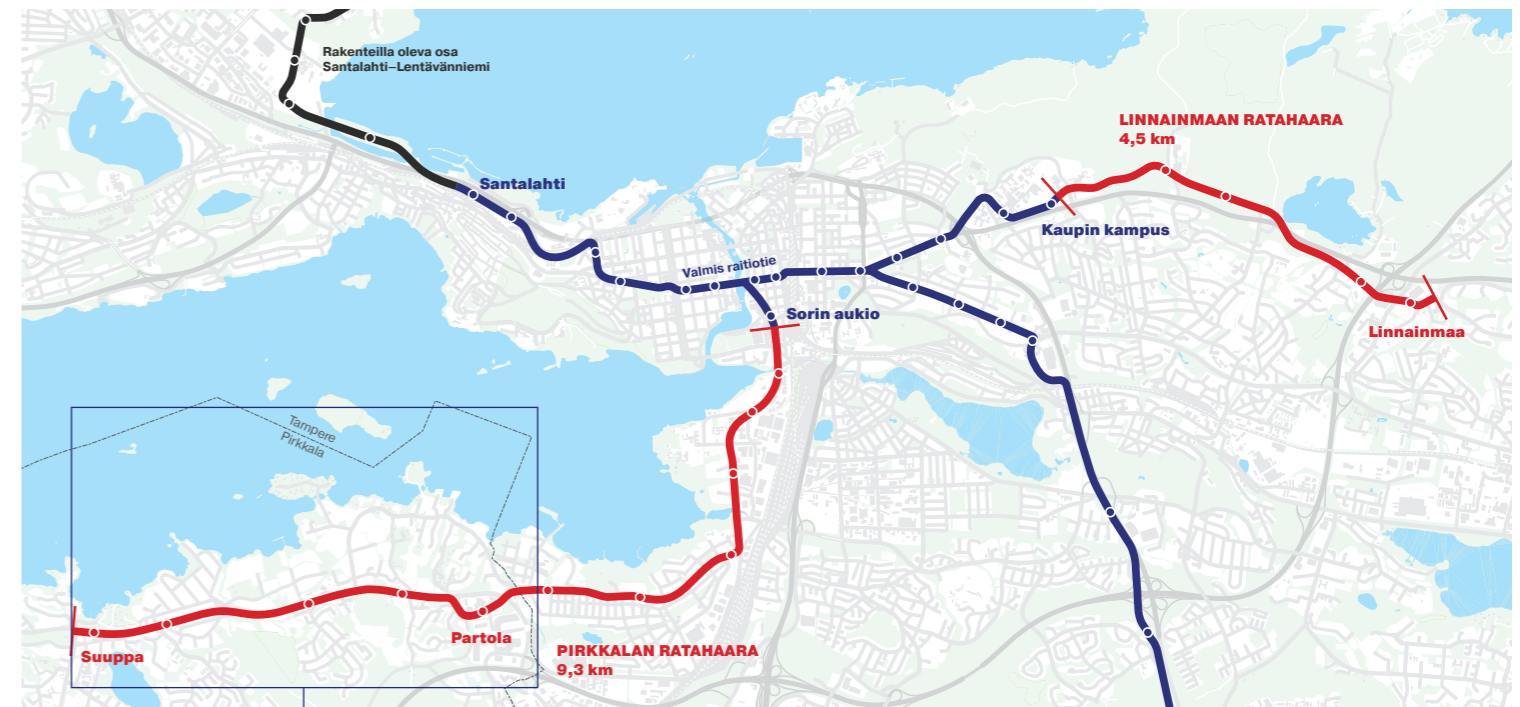 Rakenteilla oleva osa
Santalahti–Lentävänniemi
LINNAINMAAN RATAHAARA
4,5 km
Santalahti
Kaupin kampus
Valmis raitiotie
Sorin aukio
Linnainmaa
Tampere
Pirkkala
Partola
Suuppa
PIRKKALAN RATAHAARA
9,3 km